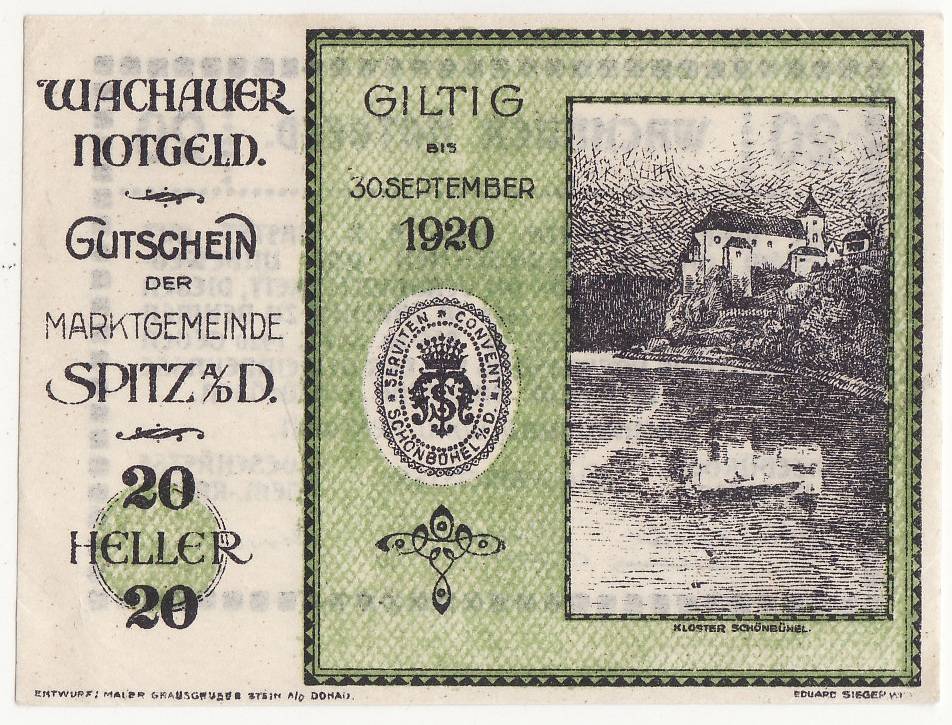 WACHAUER
NOTGELD.
GUTSCHEIN
DER
MARKTGEMEINDE
SPITZ A/D.
20
HELLER
20
GILTIG
BIS
30.SEPTEMBER
1920
* SERVITEN * CONVENT *
SCHÖNBÜHEL A/D.
KLOSTER SCHÖNBÜHEL.
ENTWURF: MALER GRAUSGRUBER STEIN A/D DONAU.
EDUARD SIEGER